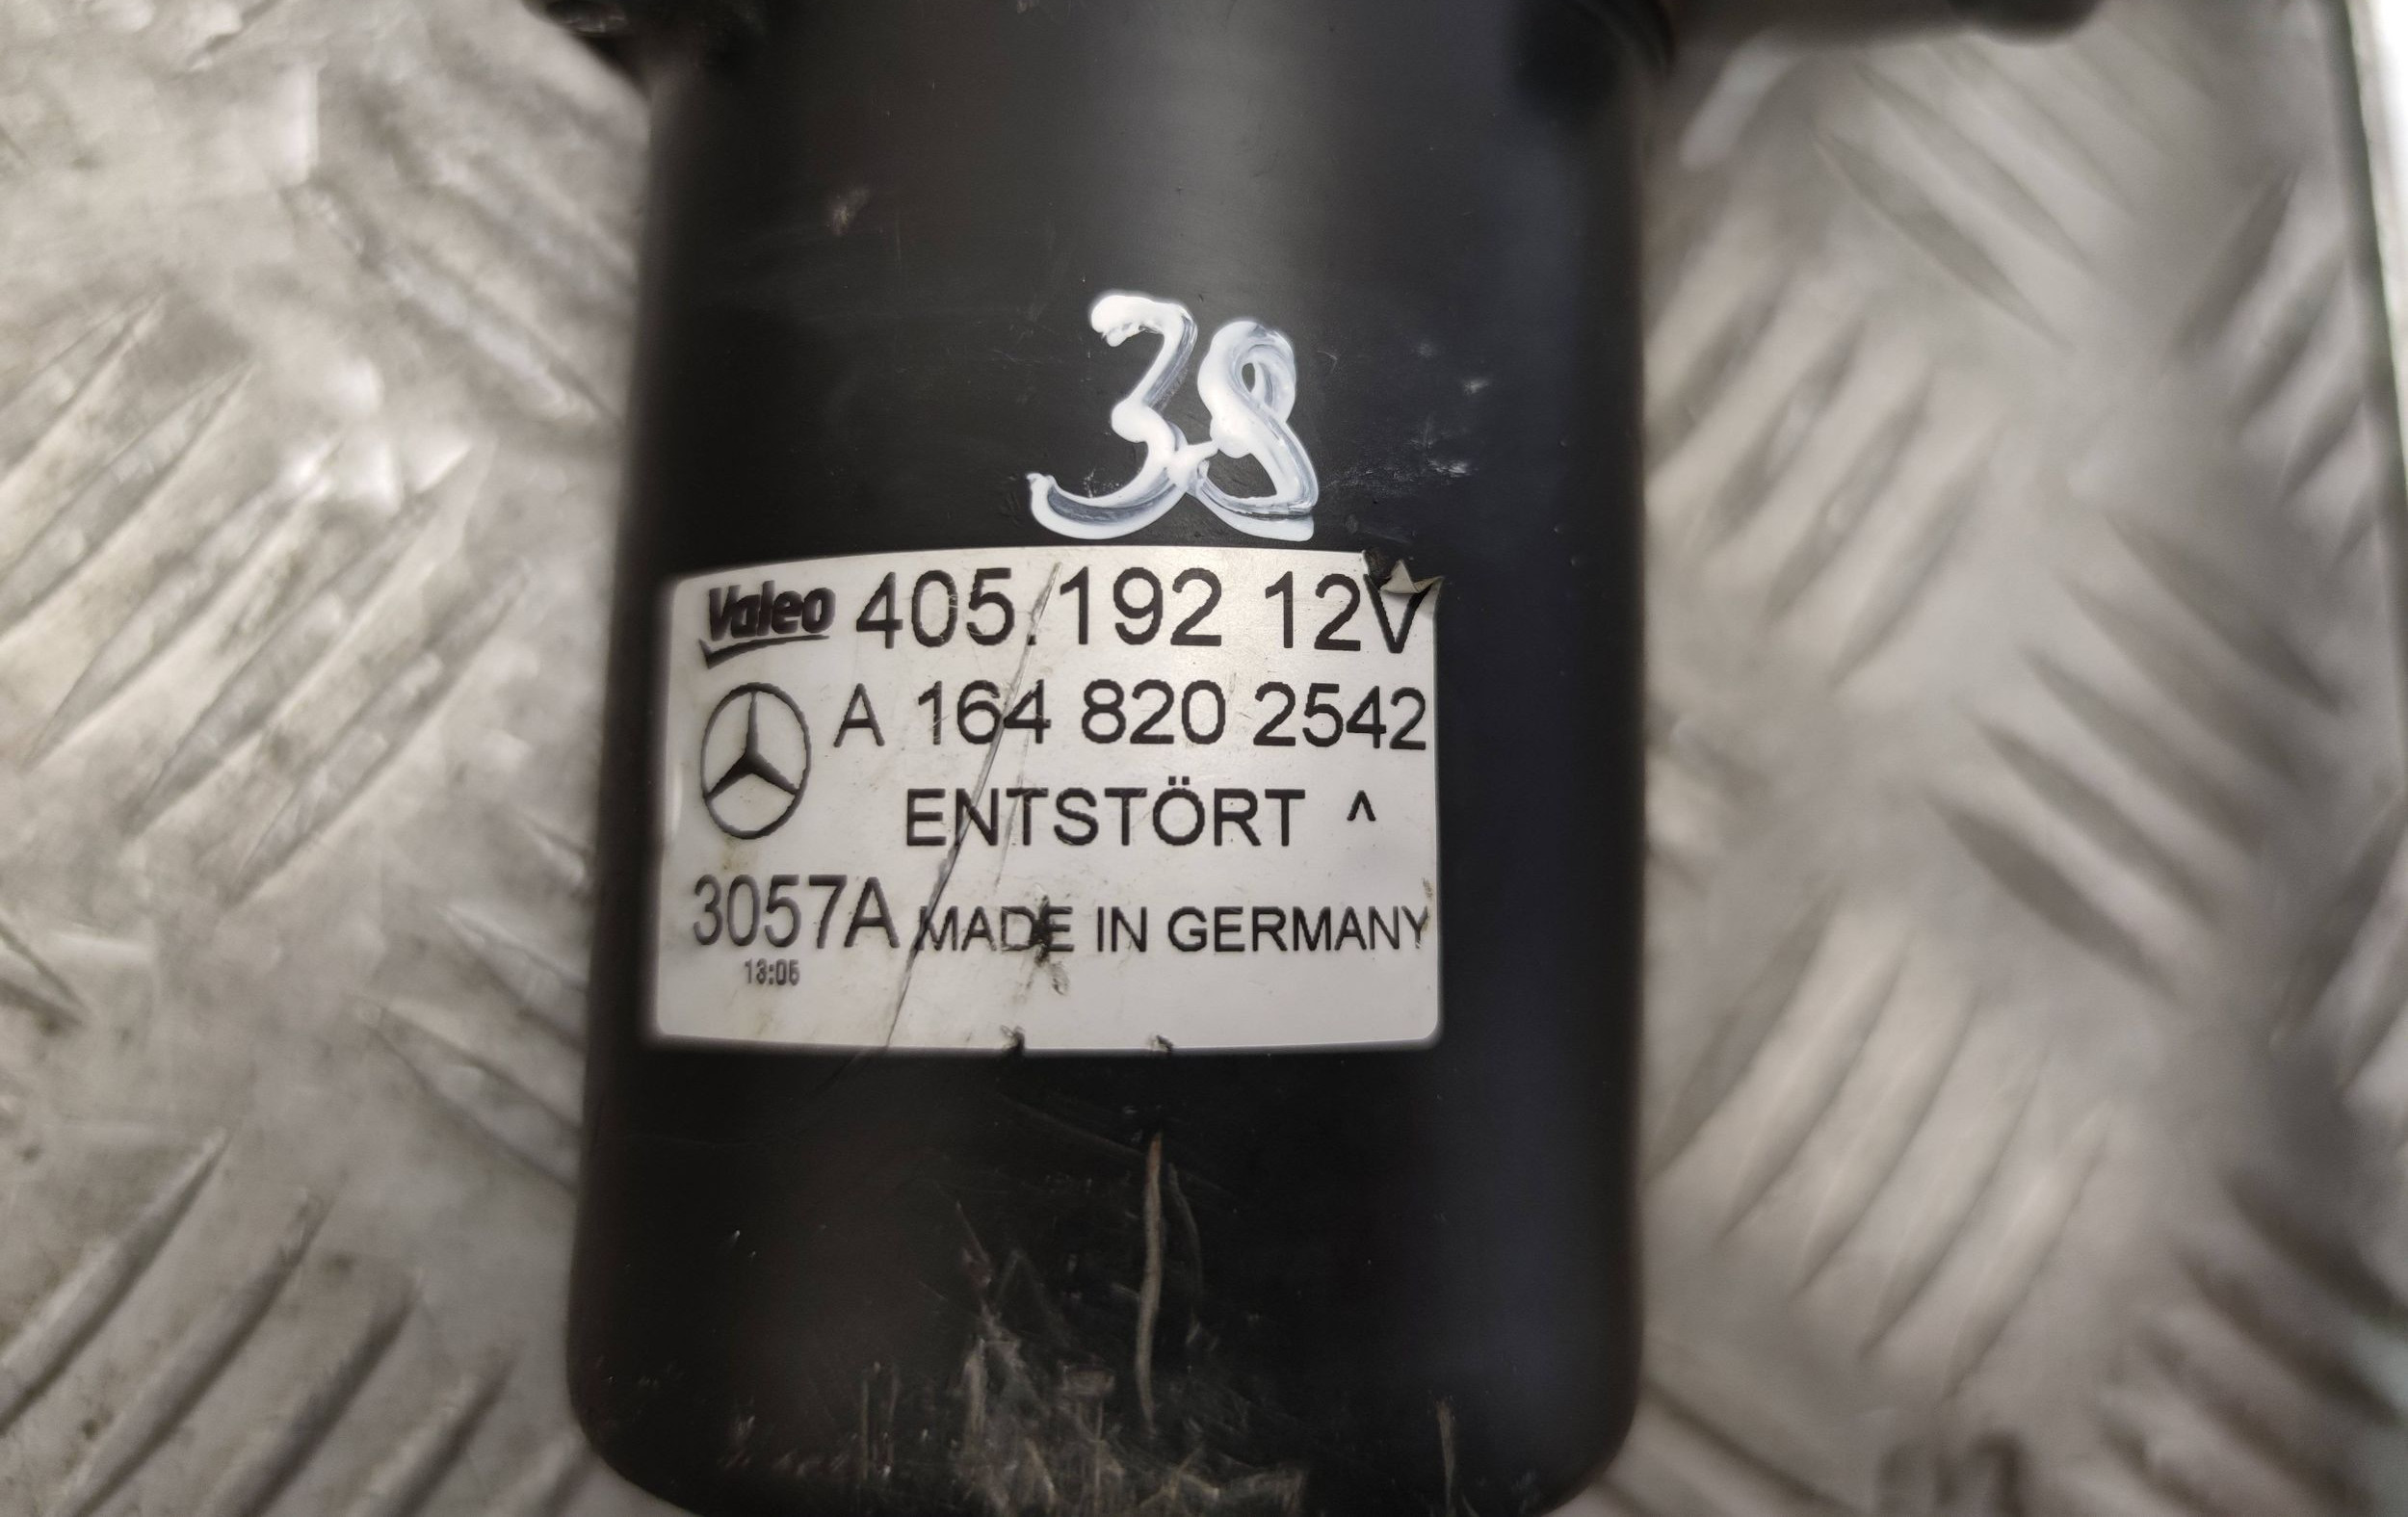 38
Valeo 405.192 12V
A 164 820 2542
ENTSTÖRT ^
3057A MADE IN GERMANY
13:05